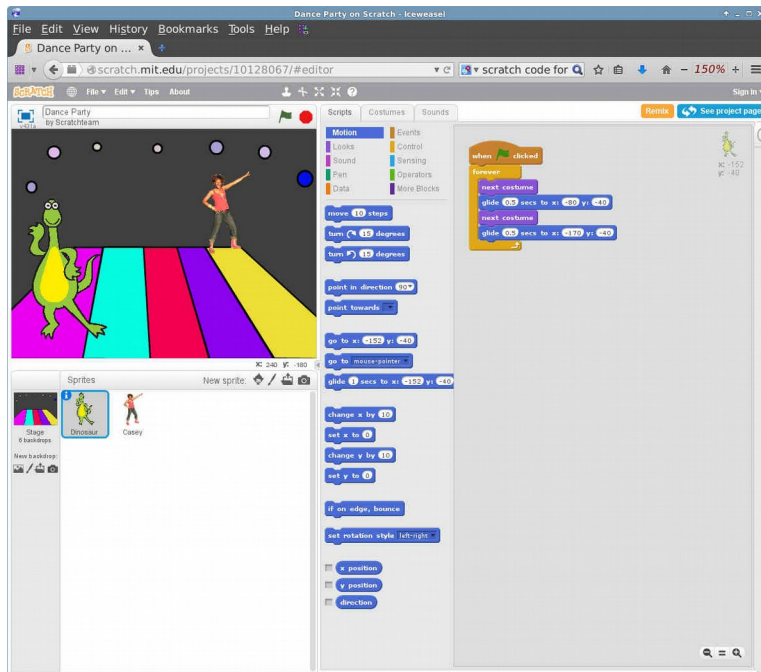 Dance Party on Scratch - Iceweasel
File Edit View History Bookmarks Tools Help
Dance Party on ... ×
scratch.mit.edu/projects/10128067/#editor
scratch code for
150%
SCRATCH File Edit Tips About
Sign in
Dance Party
by Scratchteam
v431a
Scripts Costumes Sounds
Remix
See project page
Motion Events
Looks Control
Sound Sensing
Pen Operators
Data More Blocks
move 10 steps
turn 15 degrees
turn 15 degrees
point in direction 90
point towards
go to x: -152 y: -40
go to mouse-pointer
glide 1 secs to x: -152 y: -40
change x by 10
set x to 0
change y by 10
set y to 0
if on edge, bounce
set rotation style left-right
x position
y position
direction
when clicked
forever
next costume
glide 0.5 secs to x: -80 y: -40
next costume
glide 0.5 secs to x: -170 y: -40
x: -152
y: -40
X: 240 y: -180
Sprites
New sprite:
Stage
6 backdrops
New backdrop:
Dinosaur
Casey